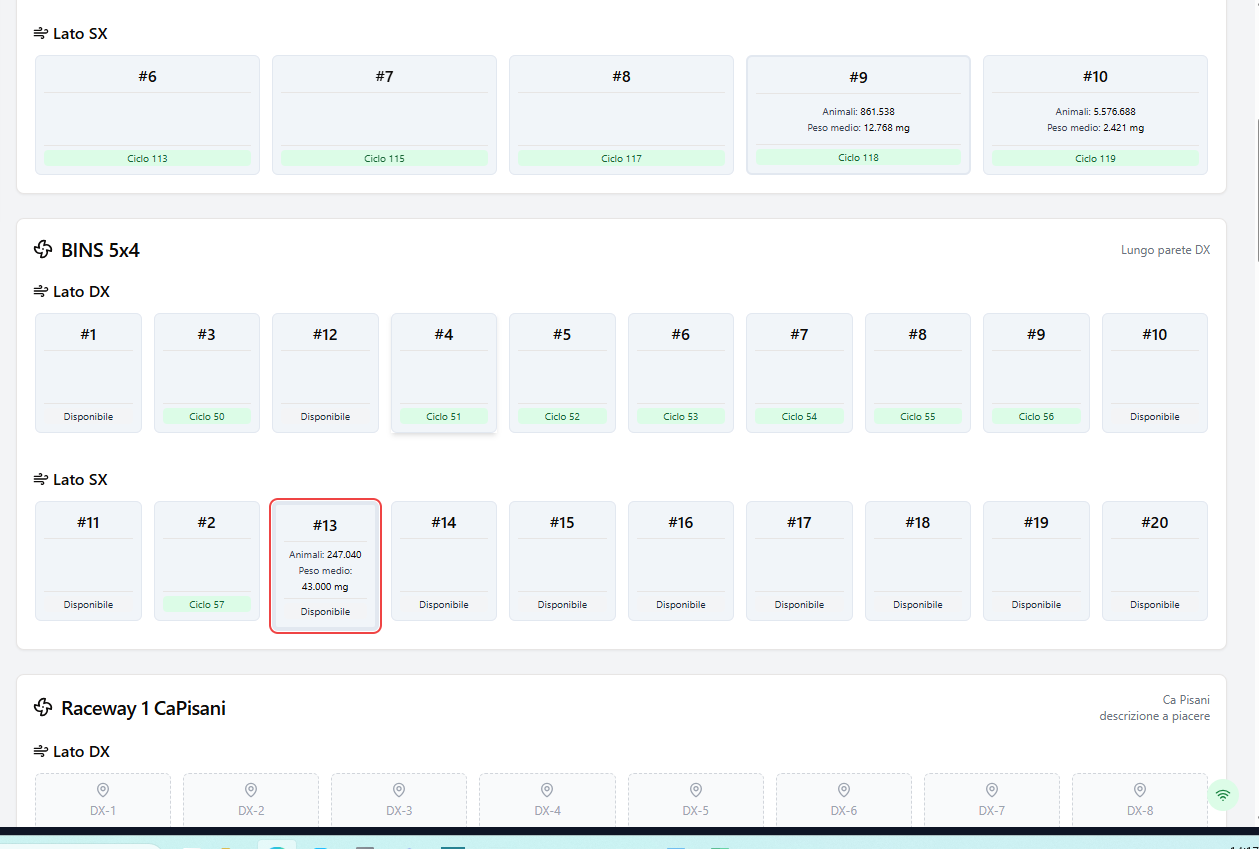 Lato SX
#6
#7
#8
#9
#10
Animali: 861.538
Peso medio: 12.768 mg
Animali: 5.576.688
Peso medio: 2.421 mg
Ciclo 113
Ciclo 115
Ciclo 117
Ciclo 118
Ciclo 119
BINS 5x4
Lungo parete DX
Lato DX
#1
#3
#12
#4
#5
#6
#7
#8
#9
#10
Disponibile
Ciclo 50
Disponibile
Ciclo 51
Ciclo 52
Ciclo 53
Ciclo 54
Ciclo 55
Ciclo 56
Disponibile
Lato SX
#11
#2
#13
#14
#15
#16
#17
#18
#19
#20
Animali: 247.040
Peso medio:
43.000 mg
Disponibile
Ciclo 57
Disponibile
Disponibile
Disponibile
Disponibile
Disponibile
Disponibile
Disponibile
Disponibile
Raceway 1 CaPisani
Ca Pisani
descrizione a piacere
Lato DX
DX-1
DX-2
DX-3
DX-4
DX-5
DX-6
DX-7
DX-8